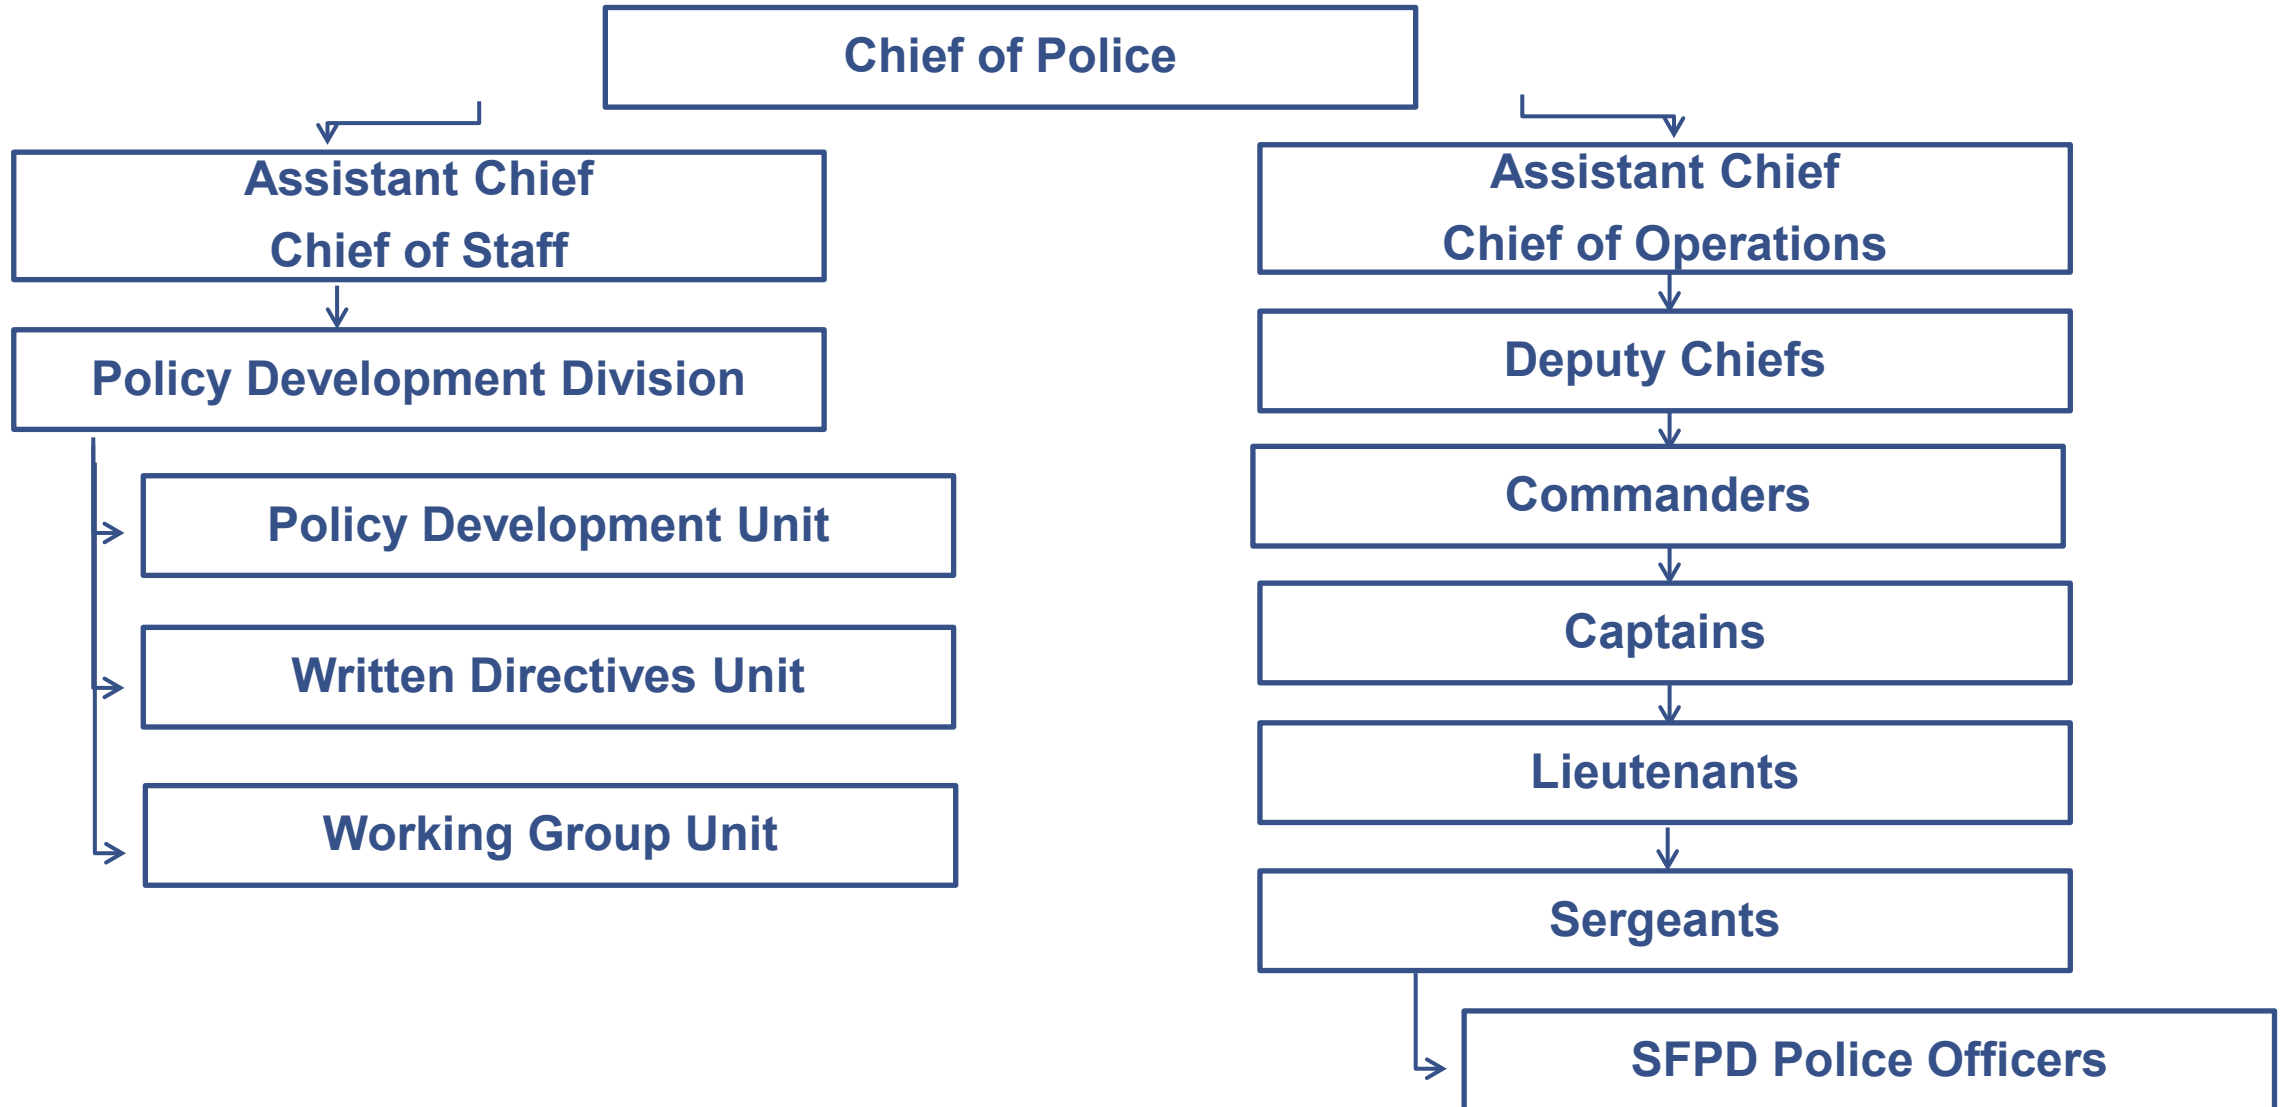 Chief of Police
Assistant Chief
Chief of Staff
Policy Development Division
Policy Development Unit
Written Directives Unit
Working Group Unit
Assistant Chief
Chief of Operations
Deputy Chiefs
Commanders
Captains
Lieutenants
Sergeants
SFPD Police Officers